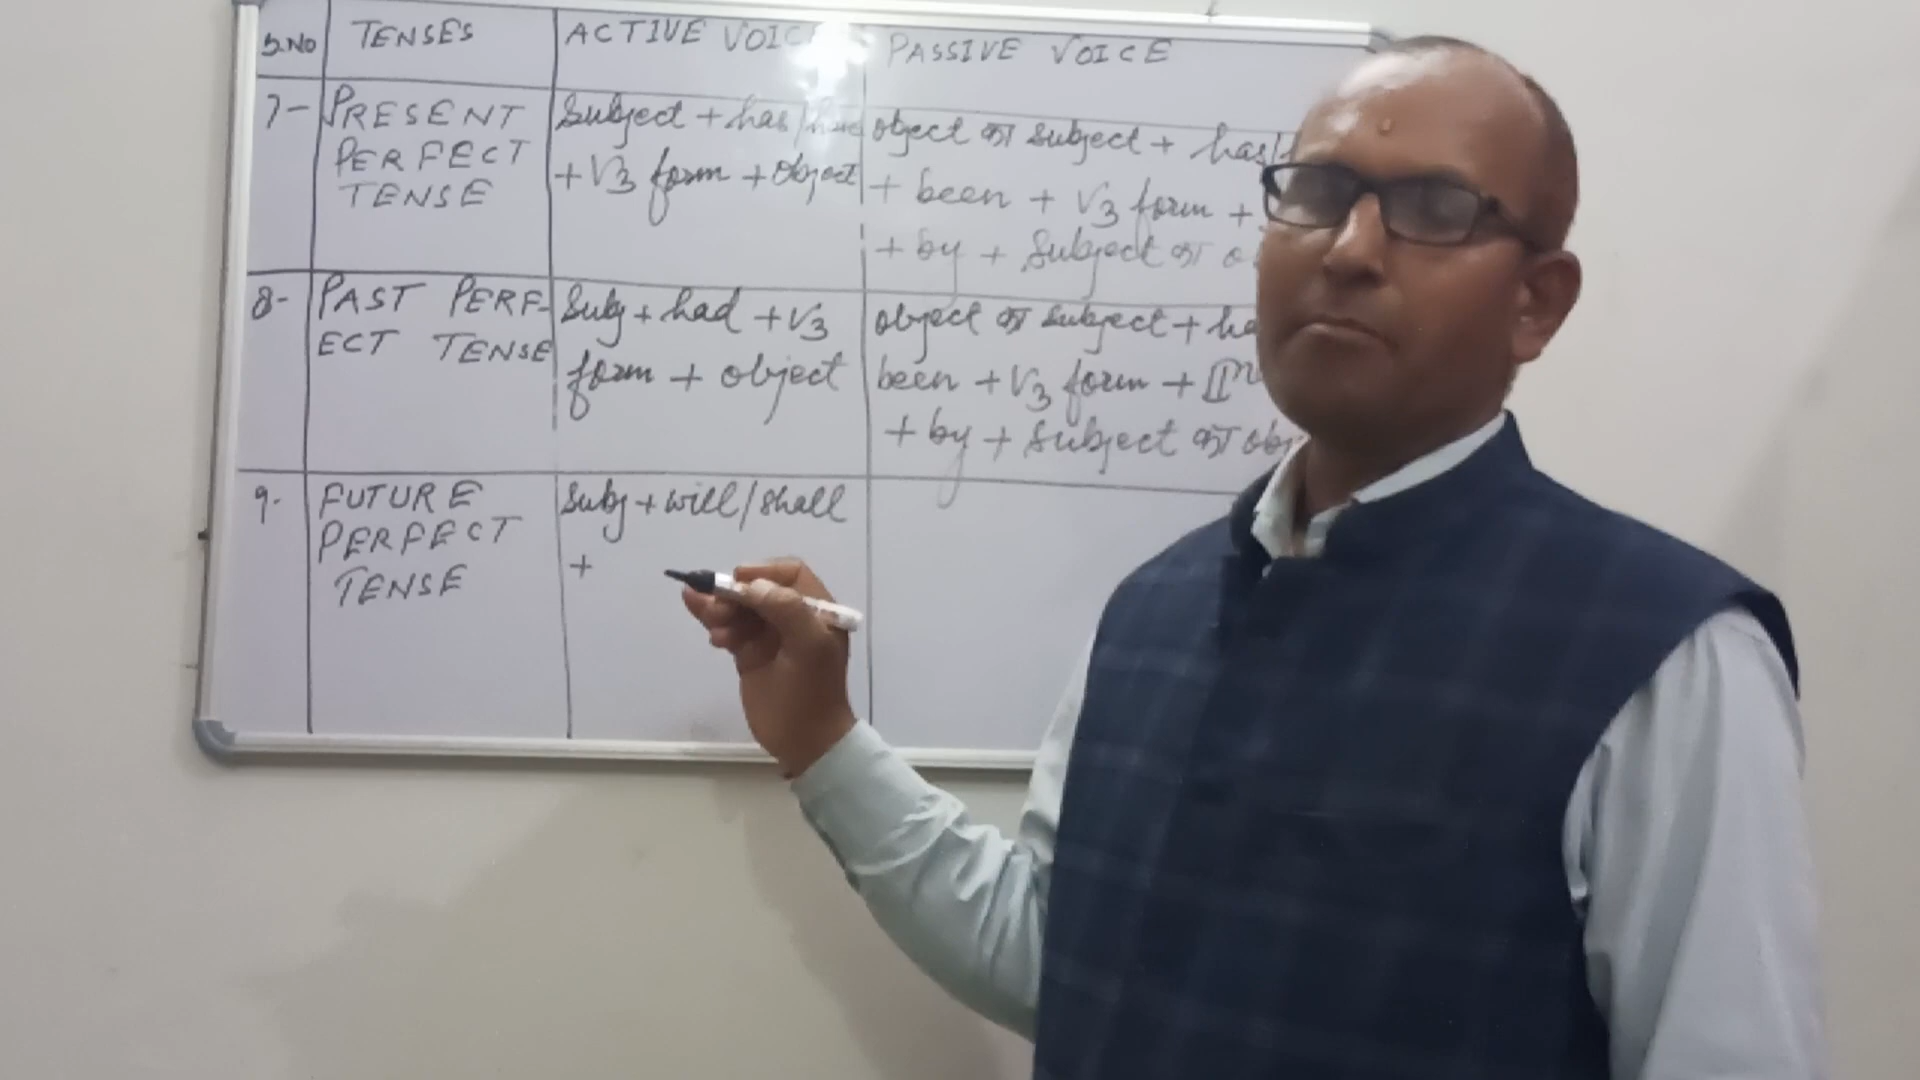 S.NO TENSES ACTIVE VOICE PASSIVE VOICE
7- PRESENT PERFECT TENSE
Subject + has/have
+ V3 form + object
object का subject + has/
+ been + V3 form +
+ by + Subject का
8- PAST PERF-
ECT TENSE
Subj + had + V3
form + object
object का subject +
been + V3 form +
+ by + Subject का
9- FUTURE
PERFECT
TENSE
Subj + will/shall
+